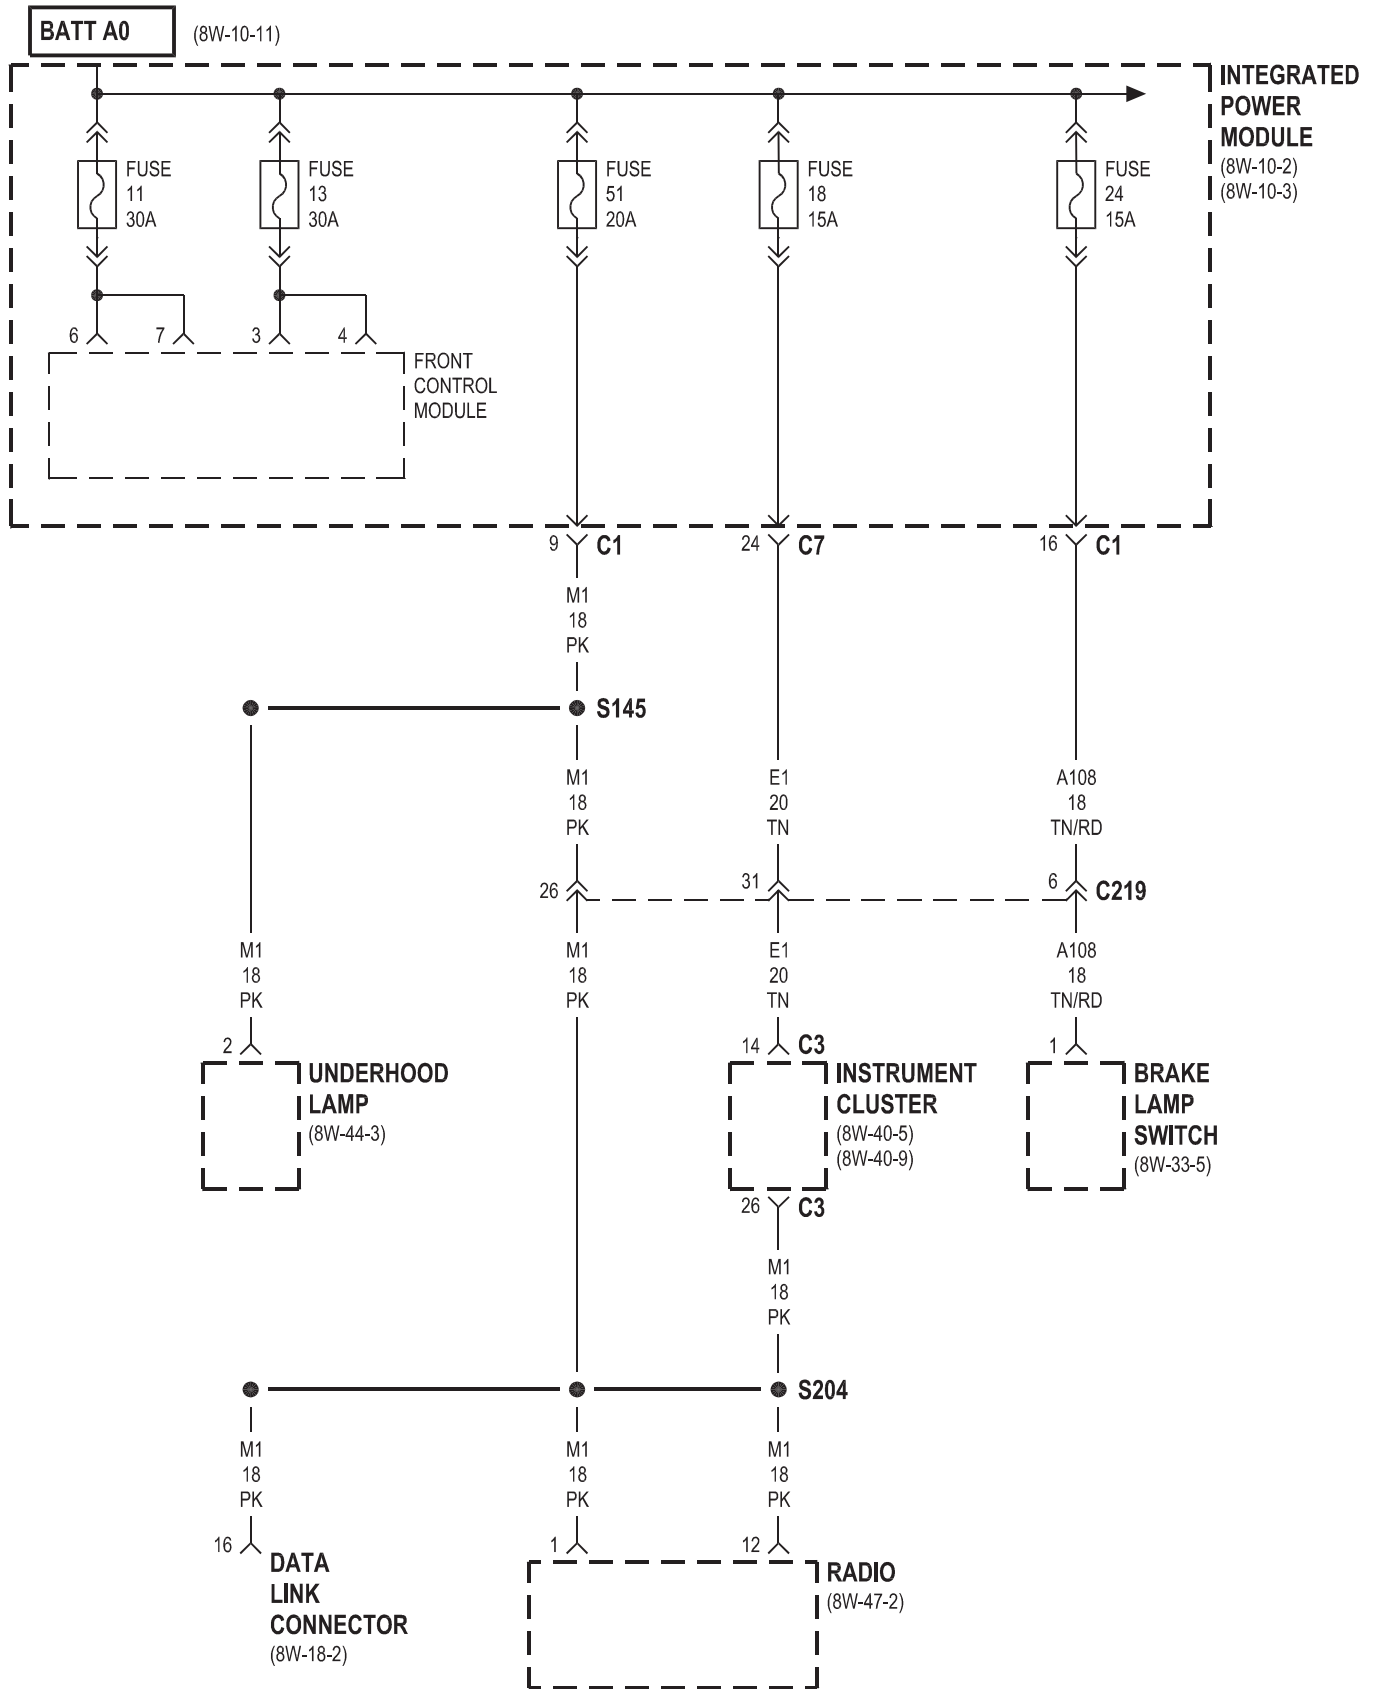 BATT A0
(8W-10-11)
INTEGRATED
POWER
MODULE
(8W-10-2)
(8W-10-3)
FUSE
11
30A
FUSE
13
30A
FUSE
51
20A
FUSE
18
15A
FUSE
24
15A
6
7
3
4
FRONT
CONTROL
MODULE
9
C1
24
C7
16
C1
M1
18
PK
S145
M1
18
PK
E1
20
TN
A108
18
TN/RD
26
31
6
C219
M1
18
PK
M1
18
PK
E1
20
TN
A108
18
TN/RD
2
14
C3
1
UNDERHOOD
LAMP
(8W-44-3)
INSTRUMENT
CLUSTER
(8W-40-5)
(8W-40-9)
BRAKE
LAMP
SWITCH
(8W-33-5)
26
C3
M1
18
PK
S204
M1
18
PK
M1
18
PK
M1
18
PK
16
1
12
DATA
LINK
CONNECTOR
(8W-18-2)
RADIO
(8W-47-2)